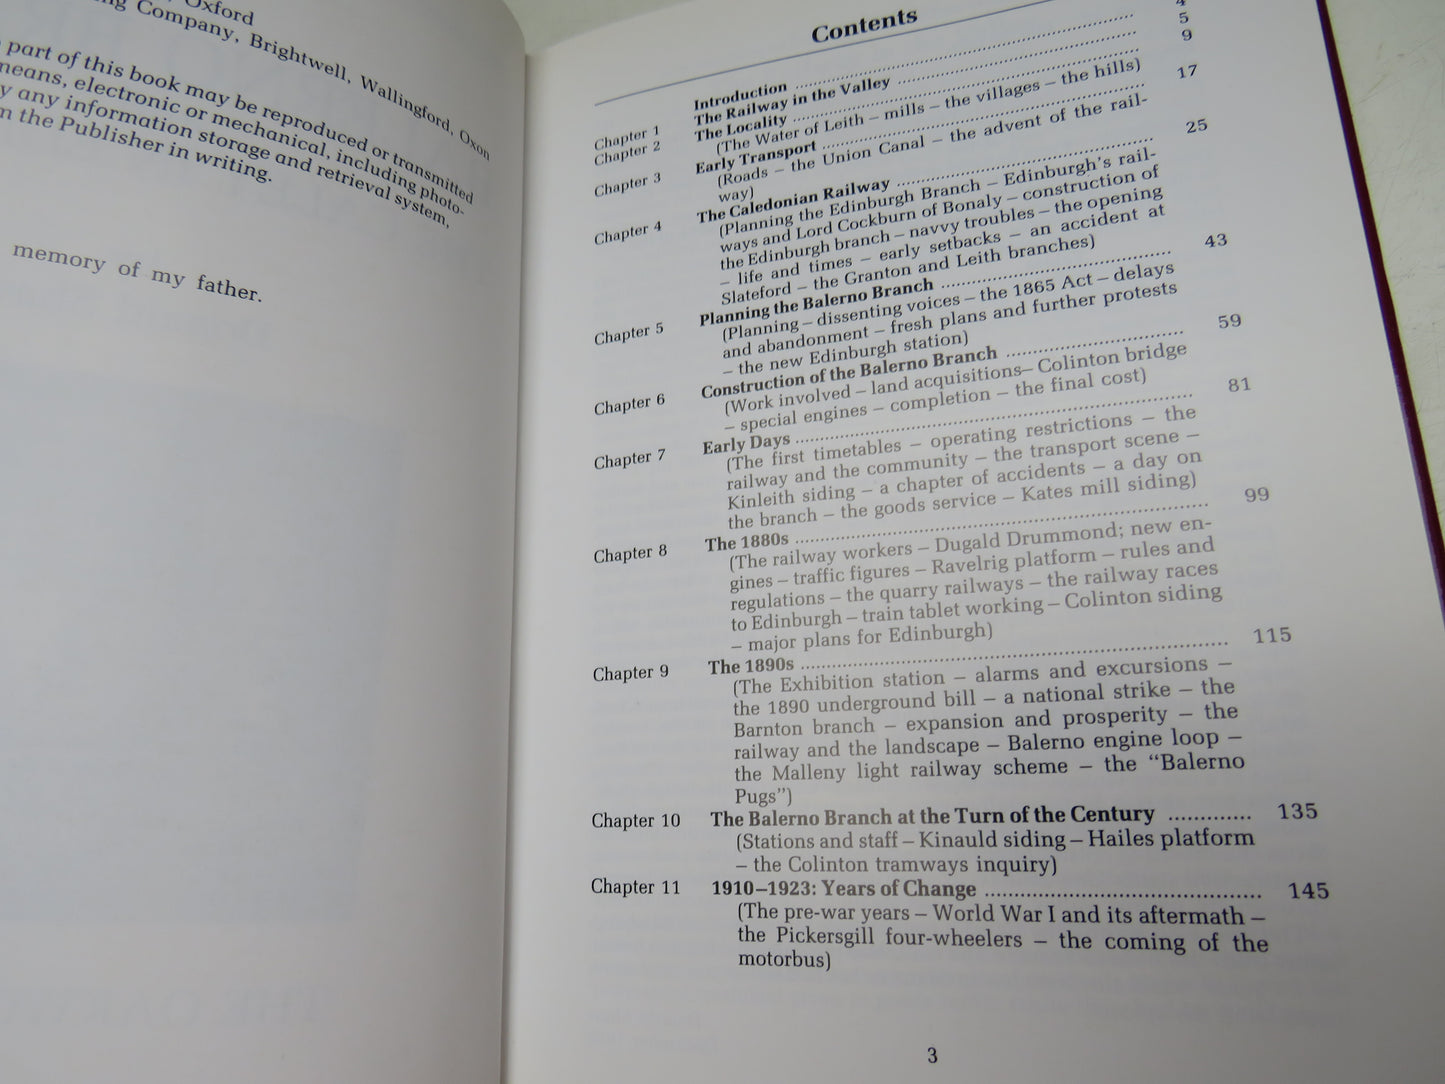 Oxford
Company, Brightwell, Wallingford, Oxon
part of this book may be reproduced or transmitted
means, electronic or mechanical, including photo-
any information storage and retrieval system,
the Publisher in writing.
memory of my father.
Contents
Introduction .......... 4
Chapter 1 The Railway in the Valley .......... 5
Chapter 2 The Locality .......... 9
(The Water of Leith – mills – the villages – the hills)
Chapter 3 Early Transport .......... 17
(Roads – the Union Canal – the advent of the rail-
way)
Chapter 4 The Caledonian Railway .......... 25
(Planning the Edinburgh Branch – Edinburgh's rail-
ways and Lord Cockburn of Bonaly – construction of
the Edinburgh branch – navvy troubles – the opening
– life and times – early setbacks – an accident at
Slateford – the Granton and Leith branches)
Chapter 5 Planning the Balerno Branch .......... 43
(Planning – dissenting voices – the 1865 Act – delays
and abandonment – fresh plans and further protests
– the new Edinburgh station)
Chapter 6 Construction of the Balerno Branch .......... 59
(Work involved – land acquisitions– Colinton bridge
– special engines – completion – the final cost)
Chapter 7 Early Days .......... 81
(The first timetables – operating restrictions – the
railway and the community – the transport scene –
Kinleith siding – a chapter of accidents – a day on
the branch – the goods service – Kates mill siding)
Chapter 8 The 1880s .......... 99
(The railway workers – Dugald Drummond; new en-
gines – traffic figures – Ravelrig platform – rules and
regulations – the quarry railways – the railway races
to Edinburgh – train tablet working – Colinton siding
– major plans for Edinburgh)
Chapter 9 The 1890s .......... 115
(The Exhibition station – alarms and excursions –
the 1890 underground bill – a national strike – the
Barnton branch – expansion and prosperity – the
railway and the landscape – Balerno engine loop –
the Malleny light railway scheme – the “Balerno
Pugs”)
Chapter 10 The Balerno Branch at the Turn of the Century .......... 135
(Stations and staff – Kinauld siding – Hailes platform
– the Colinton tramways inquiry)
Chapter 11 1910–1923: Years of Change .......... 145
(The pre-war years – World War I and its aftermath –
the Pickersgill four-wheelers – the coming of the
motorbus)
3